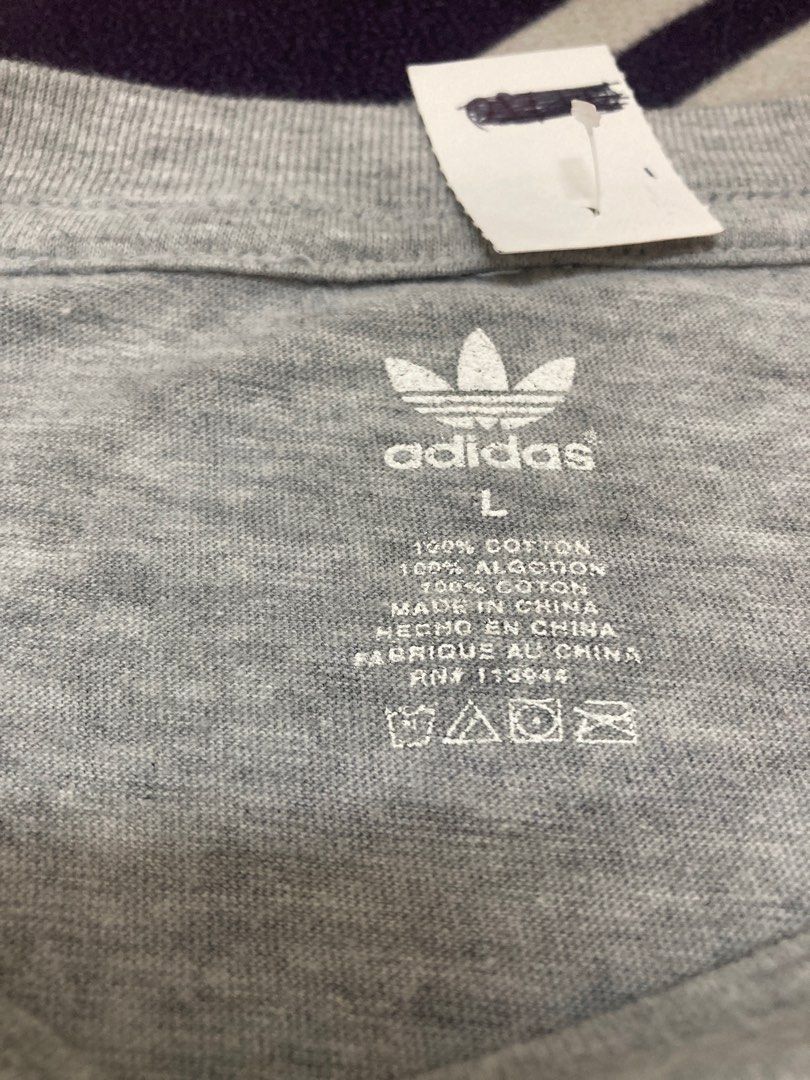 adidas
L
100% COTTON
100% ALGODON
100% COTON
MADE IN CHINA
HECHO EN CHINA
FABRIQUE AU CHINA
RN# 113944